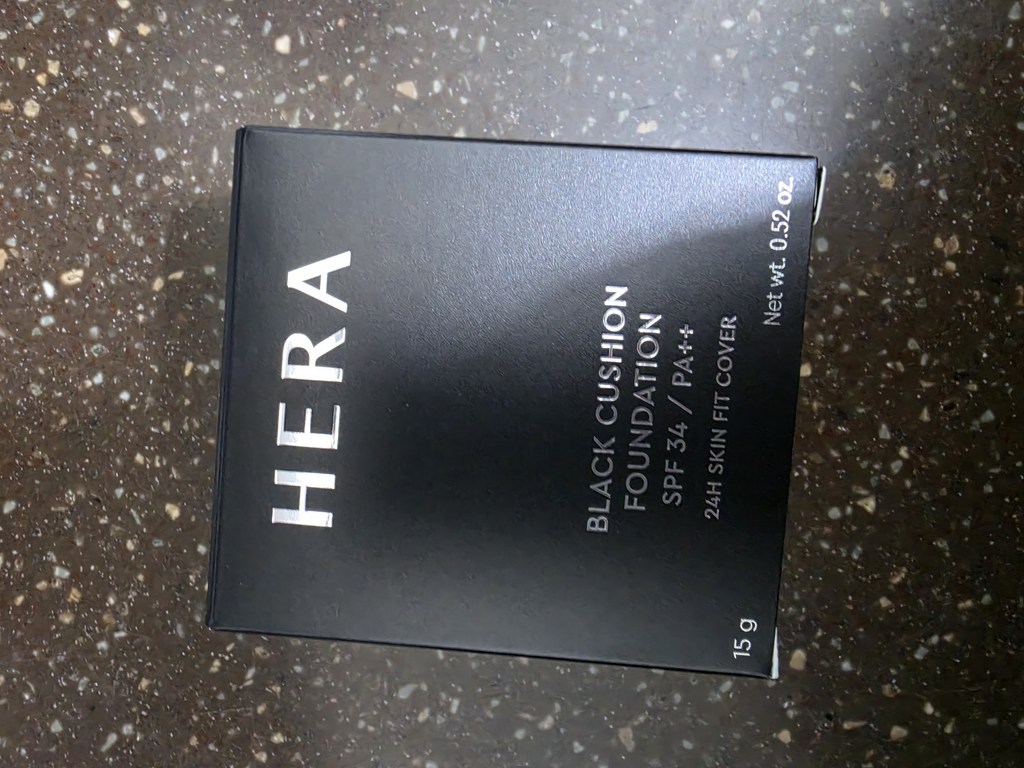 HERA
BLACK CUSHION
FOUNDATION
SPF 34 / PA++
24H SKIN FIT COVER
15 g
Net wt. 0.52 oz.